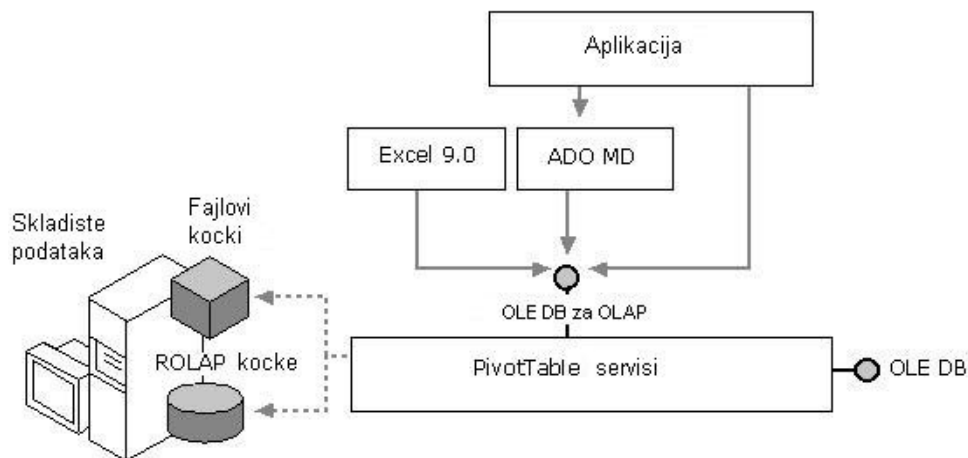 Aplikacija
Excel 9.0
ADO MD
Skladiste
podataka
Fajlovi
kocki
OLE DB za OLAP
ROLAP kocke
PivotTable servisi
OLE DB